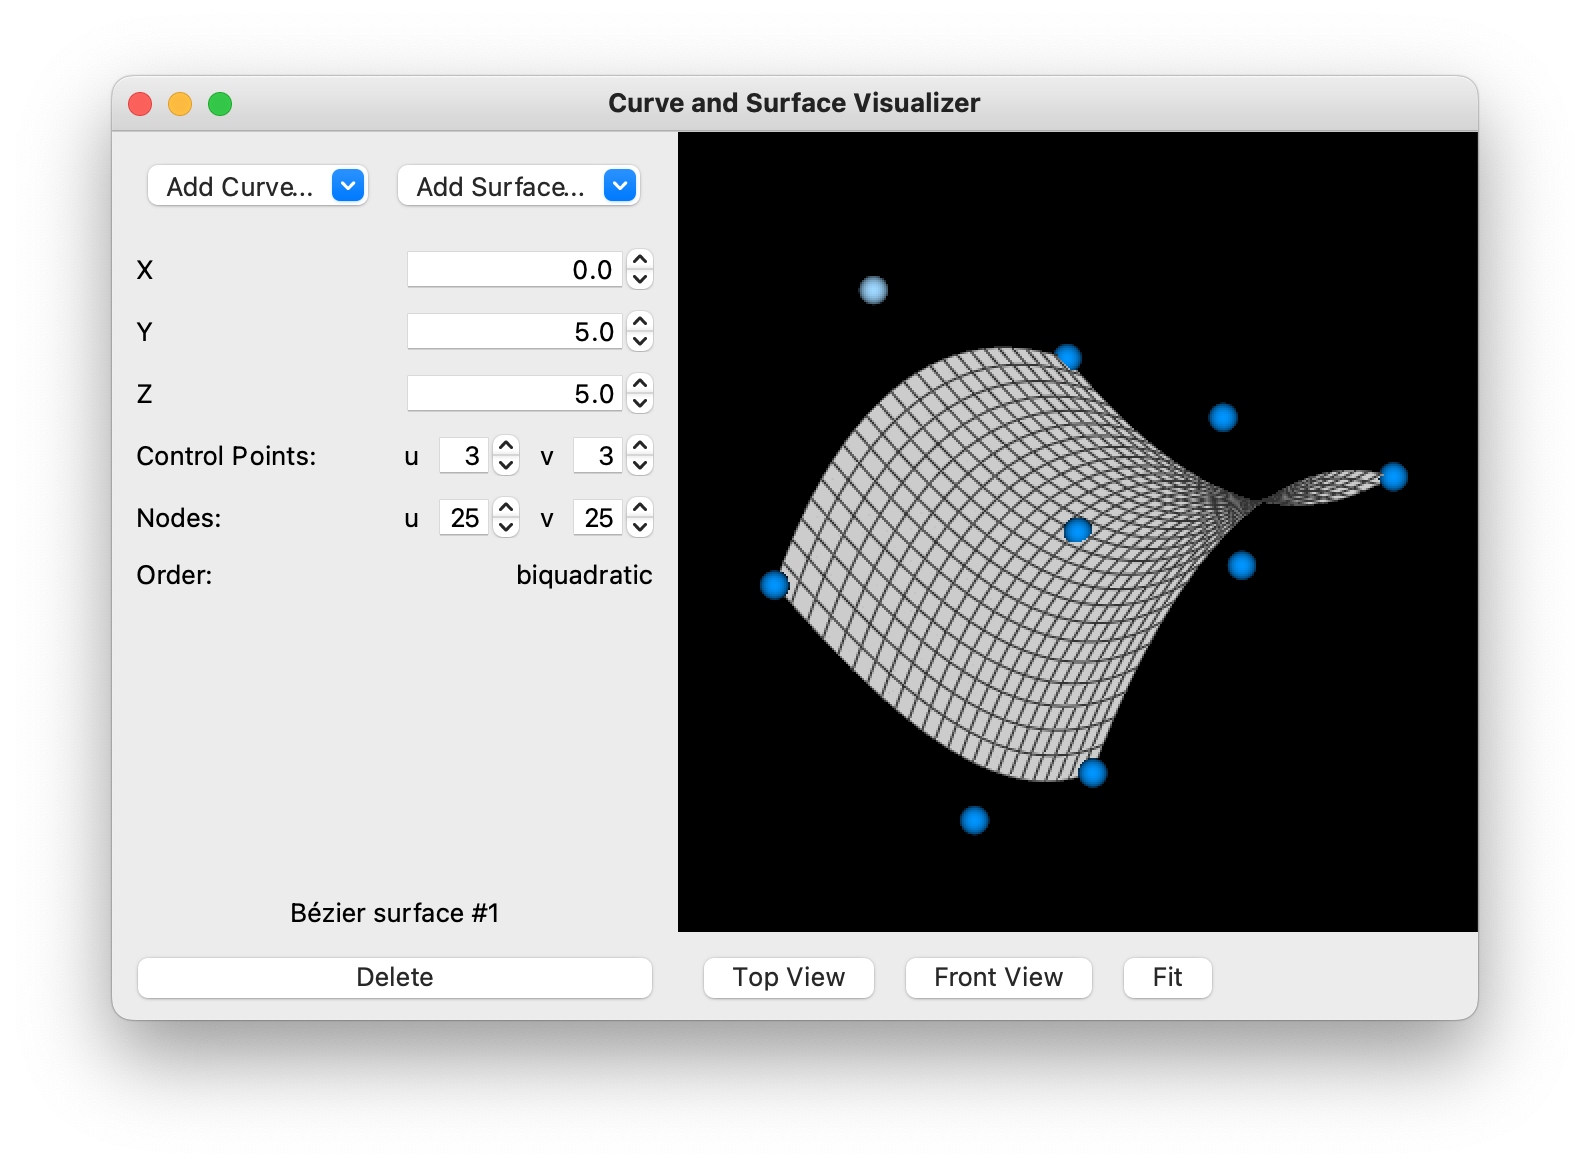 Curve and Surface Visualizer
Add Curve... Add Surface...
X 0.0
Y 5.0
Z 5.0
Control Points: u 3 v 3
Nodes: u 25 v 25
Order: biquadratic
Bézier surface #1
Delete Top View Front View Fit